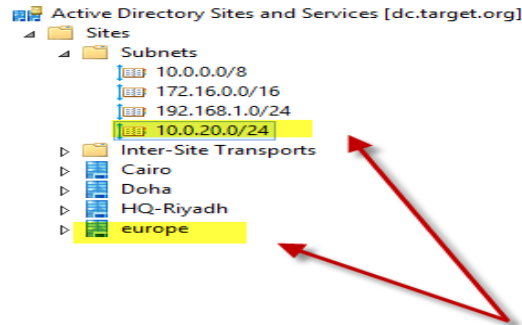 Active Directory Sites and Services [dc.target.org]
Sites
Subnets
10.0.0.0/8
172.16.0.0/16
192.168.1.0/24
10.0.20.0/24
Inter-Site Transports
Cairo
Doha
HQ-Riyadh
europe